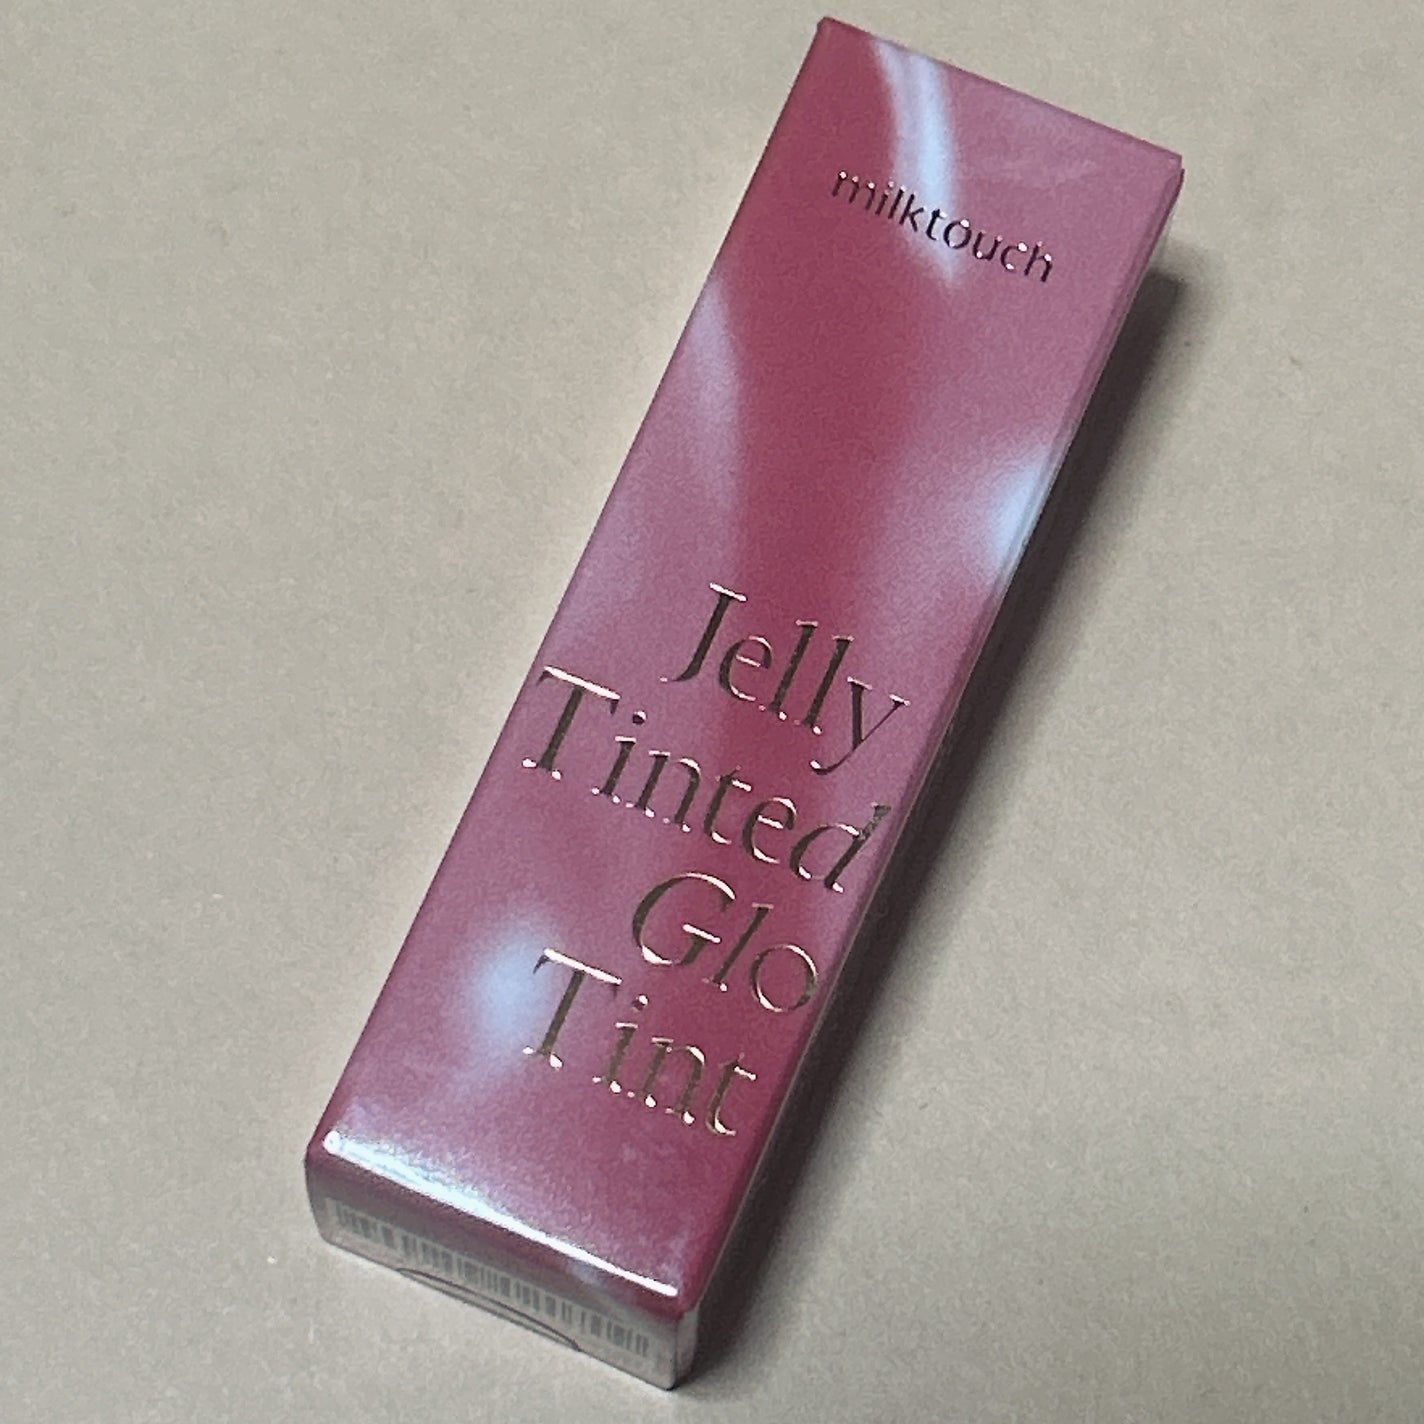 milktouch
Jelly
Tinted
Glo
Tint